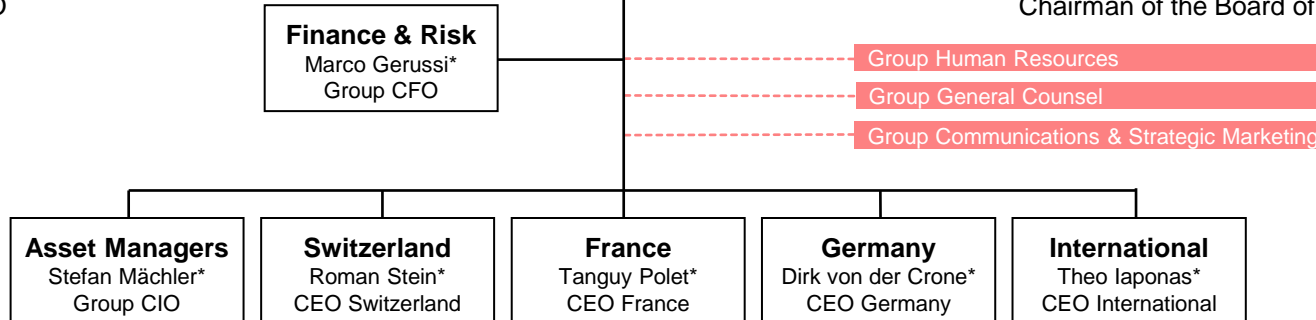 Chairman of the Board of
Finance & Risk
Marco Gerussi*
Group CFO
Group Human Resources
Group General Counsel
Group Communications & Strategic Marketing
Asset Managers
Stefan Mächler*
Group CIO
Switzerland
Roman Stein*
CEO Switzerland
France
Tanguy Polet*
CEO France
Germany
Dirk von der Crone*
CEO Germany
International
Theo Iaponas*
CEO International